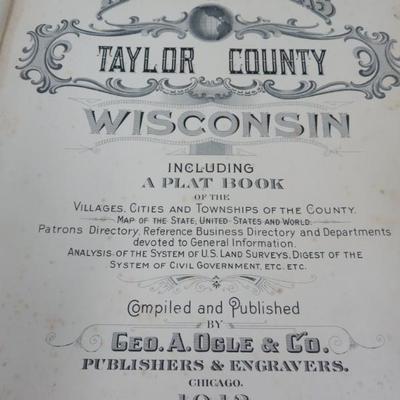 TAYLOR COUNTY
WISCONSIN
INCLUDING
A PLAT BOOK
OF THE
VILLAGES, CITIES AND TOWNSHIPS OF THE COUNTY.
MAP OF THE STATE, UNITED STATES AND WORLD.
Patrons Directory, Reference Business Directory and Departments
devoted to General Information.
ANALYSIS OF THE SYSTEM OF U.S. LAND SURVEYS, DIGEST OF THE
SYSTEM OF CIVIL GOVERNMENT, ETC. ETC.
Compiled and Published
BY
GEO. A. OGLE & CO.
PUBLISHERS & ENGRAVERS.
CHICAGO.